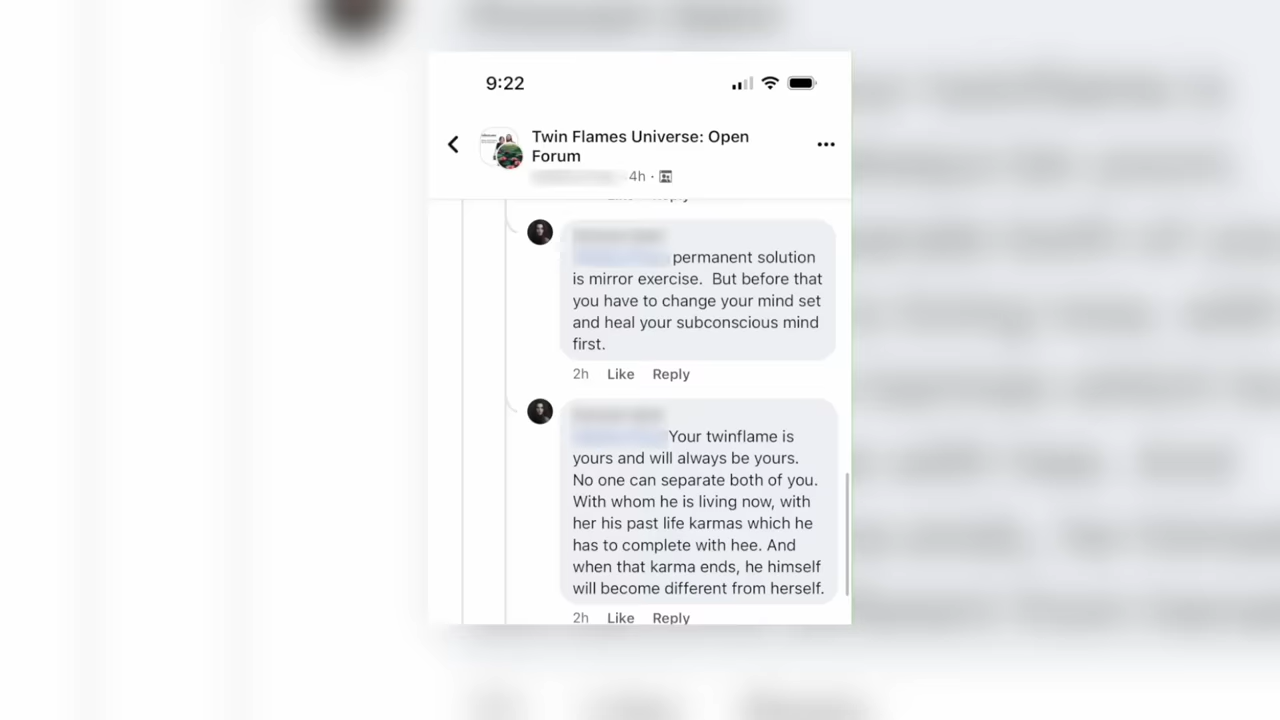 9:22
Twin Flames Universe: Open
Forum
4h ·
permanent solution
is mirror exercise. But before that
you have to change your mind set
and heal your subconscious mind
first.
2h Like Reply
Your twinflame is
yours and will always be yours.
No one can separate both of you.
With whom he is living now, with
her his past life karmas which he
has to complete with hee. And
when that karma ends, he himself
will become different from herself.
2h Like Reply